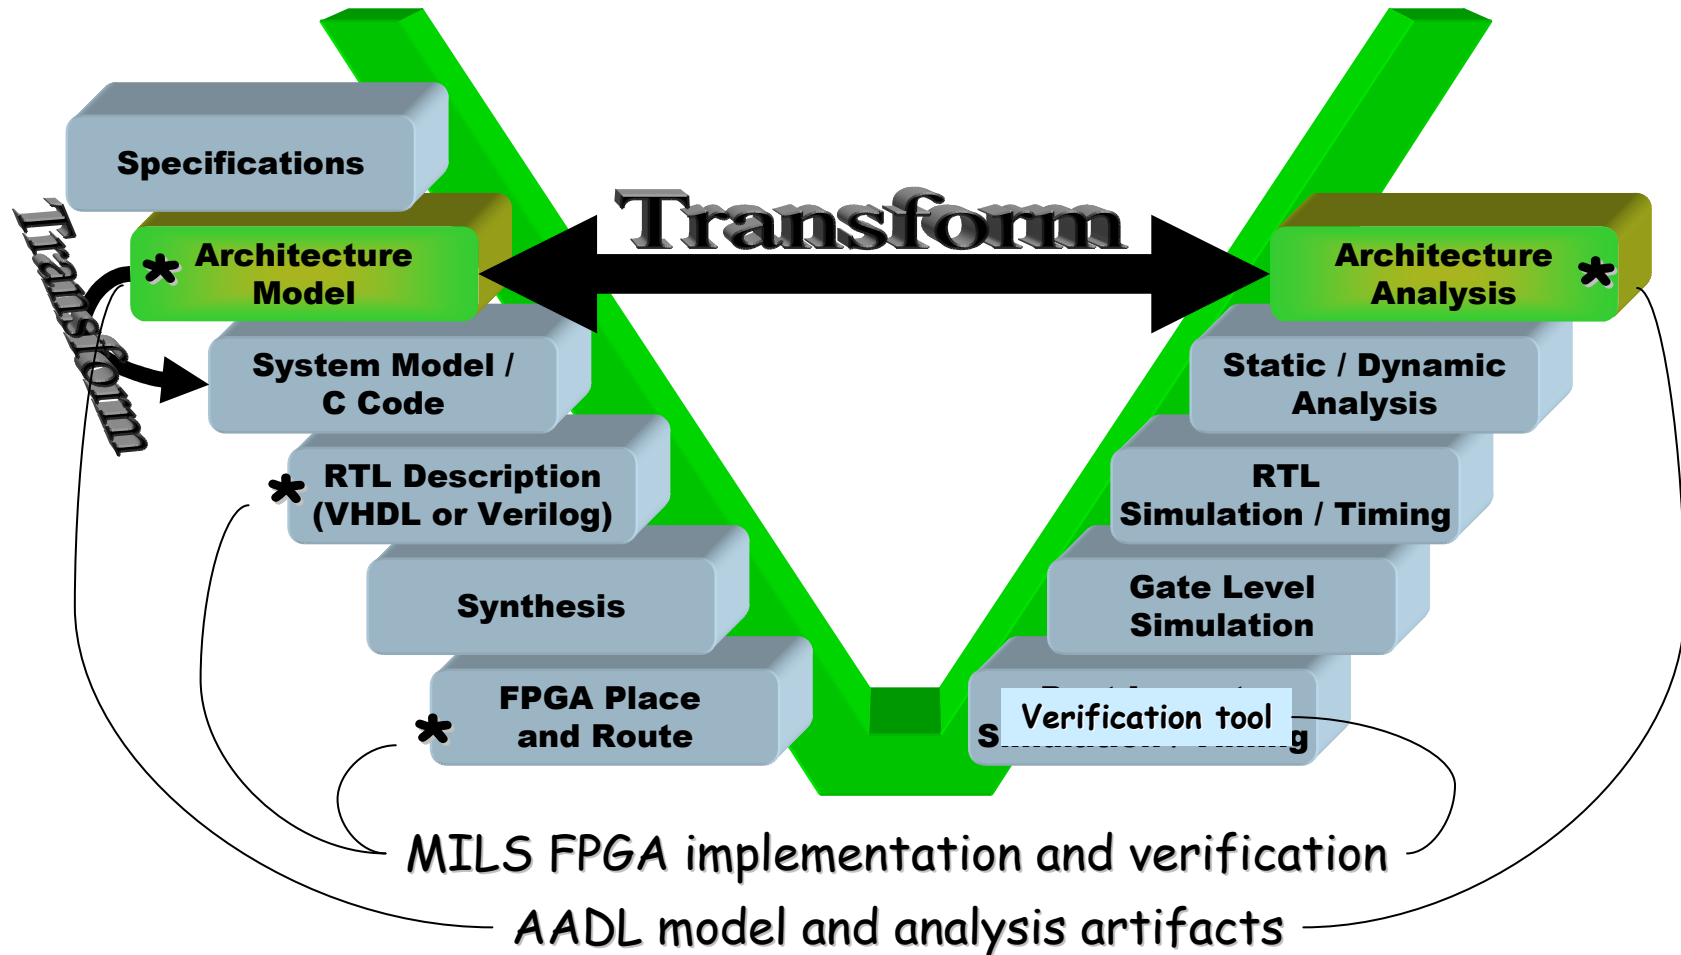 Specifications
Transform
Transform
* Architecture
Model
Architecture *
Analysis
System Model /
C Code
Static / Dynamic
Analysis
* RTL Description
(VHDL or Verilog)
RTL
Simulation / Timing
Synthesis
Gate Level
Simulation
FPGA Place
* and Route
Verification tool
MILS FPGA implementation and verification
AADL model and analysis artifacts